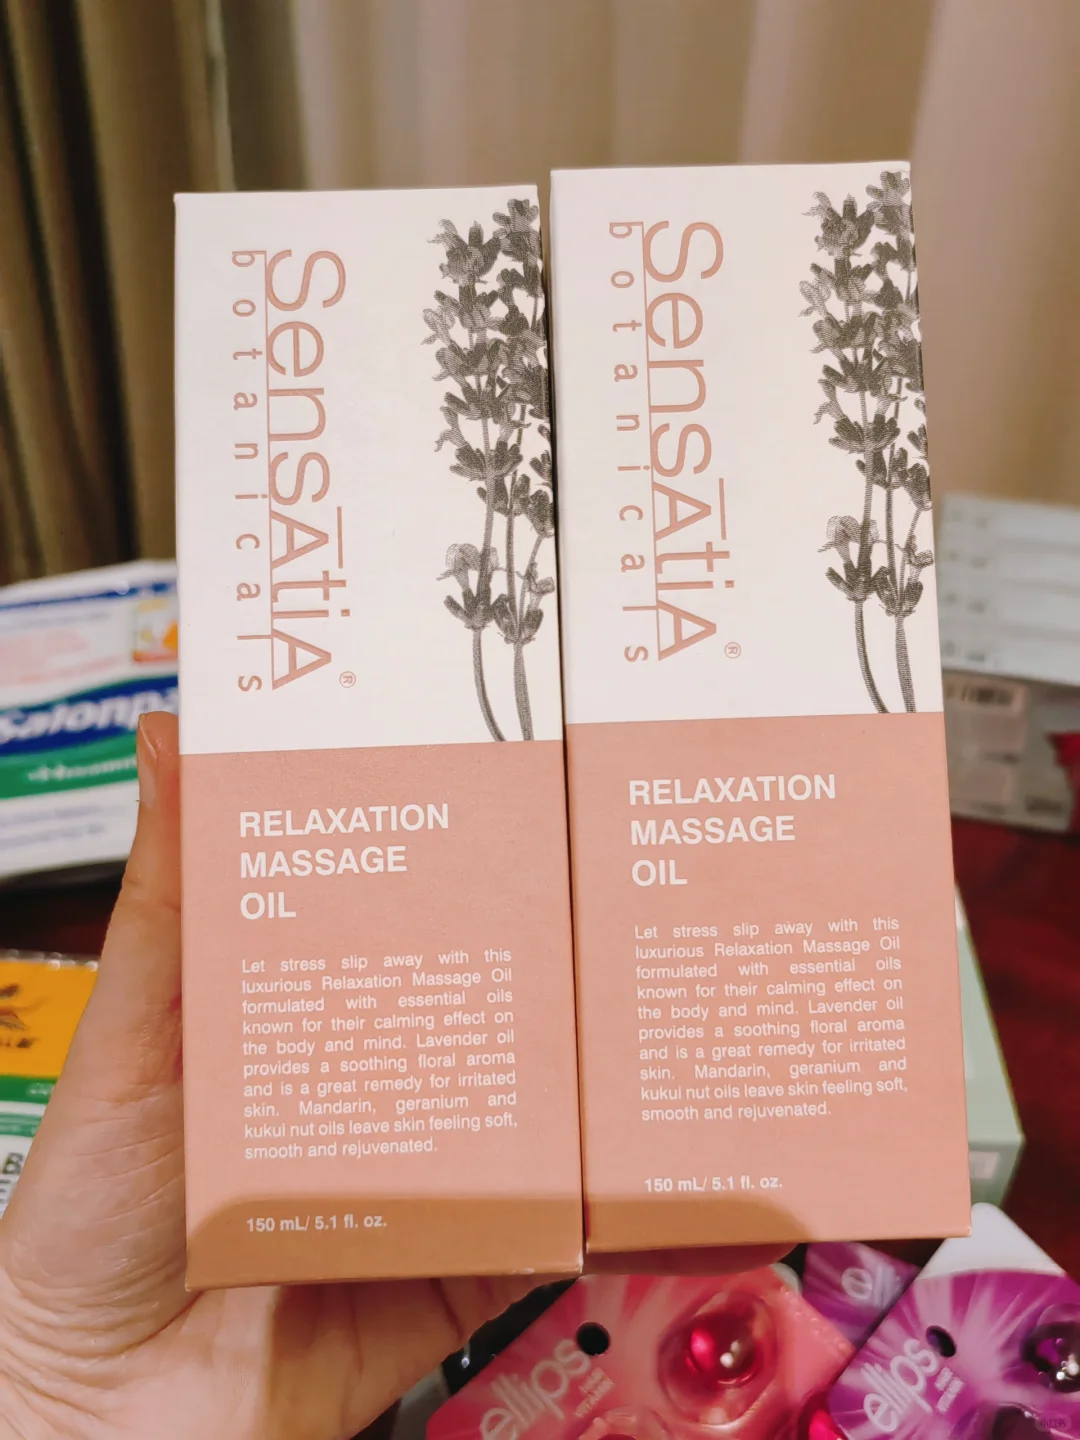 SensĀtiA®
botanicals
RELAXATION
MASSAGE
OIL
Let stress slip away with this
luxurious Relaxation Massage Oil
formulated with essential oils
known for their calming effect on
the body and mind. Lavender oil
provides a soothing floral aroma
and is a great remedy for irritated
skin. Mandarin, geranium and
kukui nut oils leave skin feeling soft,
smooth and rejuvenated.
150 mL/ 5.1 fl. oz.
SensĀtiA®
botanicals
RELAXATION
MASSAGE
OIL
Let stress slip away with this
luxurious Relaxation Massage Oil
formulated with essential oils
known for their calming effect on
the body and mind. Lavender oil
provides a soothing floral aroma
and is a great remedy for irritated
skin. Mandarin, geranium and
kukui nut oils leave skin feeling soft,
smooth and rejuvenated.
150 mL/ 5.1 fl. oz.
ellips
ellips
ellips